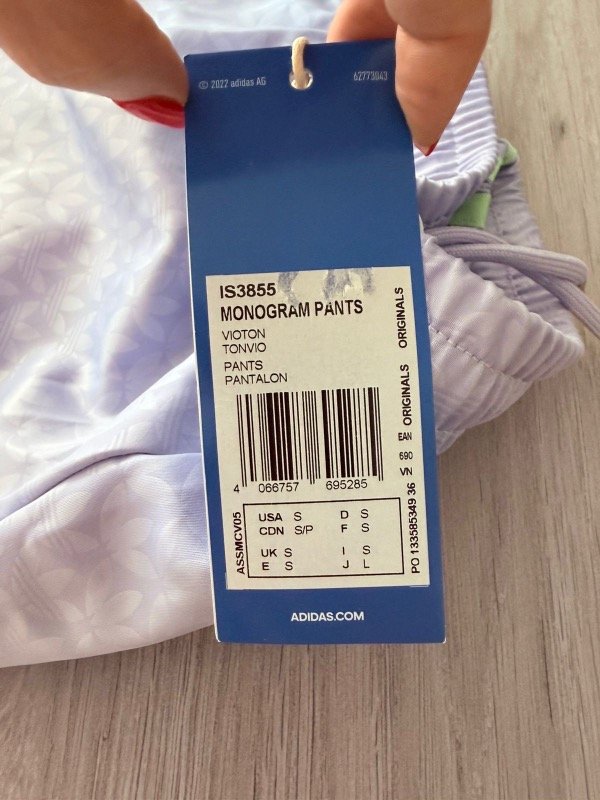 © 2022 adidas AG
62773043
IS3855
MONOGRAM PANTS
VIOTON
TONVIO
PANTS
PANTALON
ORIGINALS
ORIGINALS
EAN
690
VN
4 066757 695285
ASSMCV05
USA S D S
CDN S/P F S
UK S I S
E S J L
PO 133585349 36
ADIDAS.COM